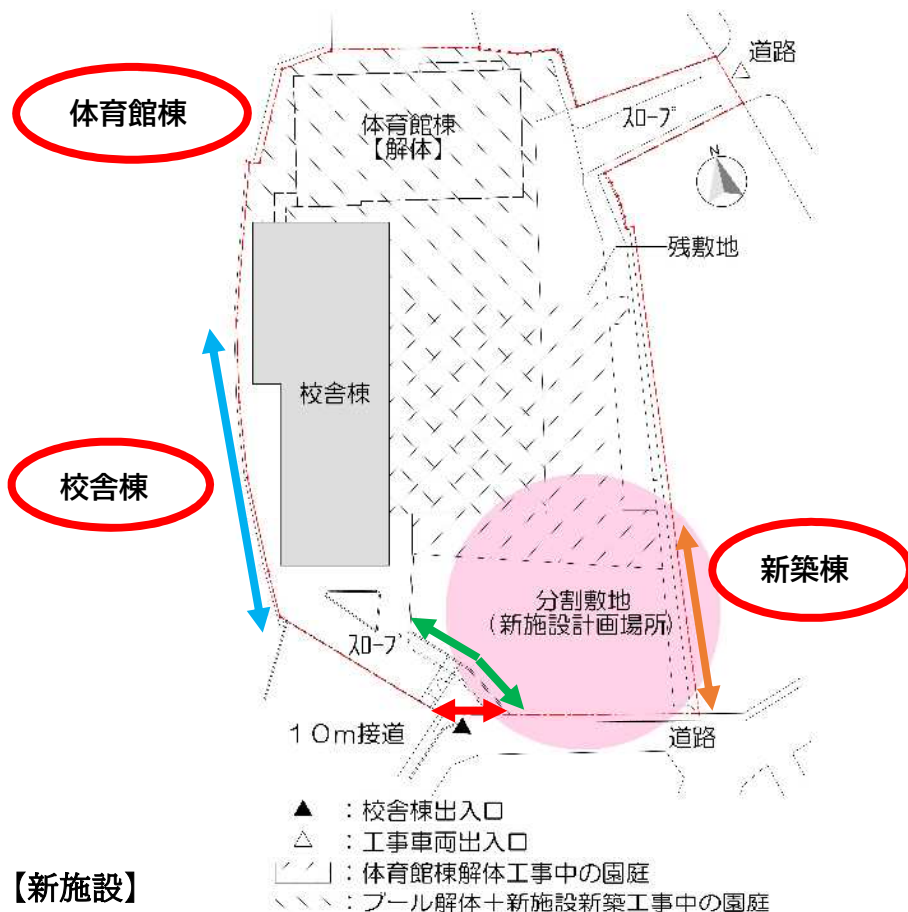 道路
体育館棟
体育館棟
【解体】
スロープ
N
残敷地
校舎棟
校舎棟
新築棟
分割敷地
(新施設計画場所)
スロープ
10m接道
道路
▲ : 校舎棟出入口
△ : 工事車両出入口
: 体育館棟解体工事中の園庭
: プール解体+新施設新築工事中の園庭
【新施設】